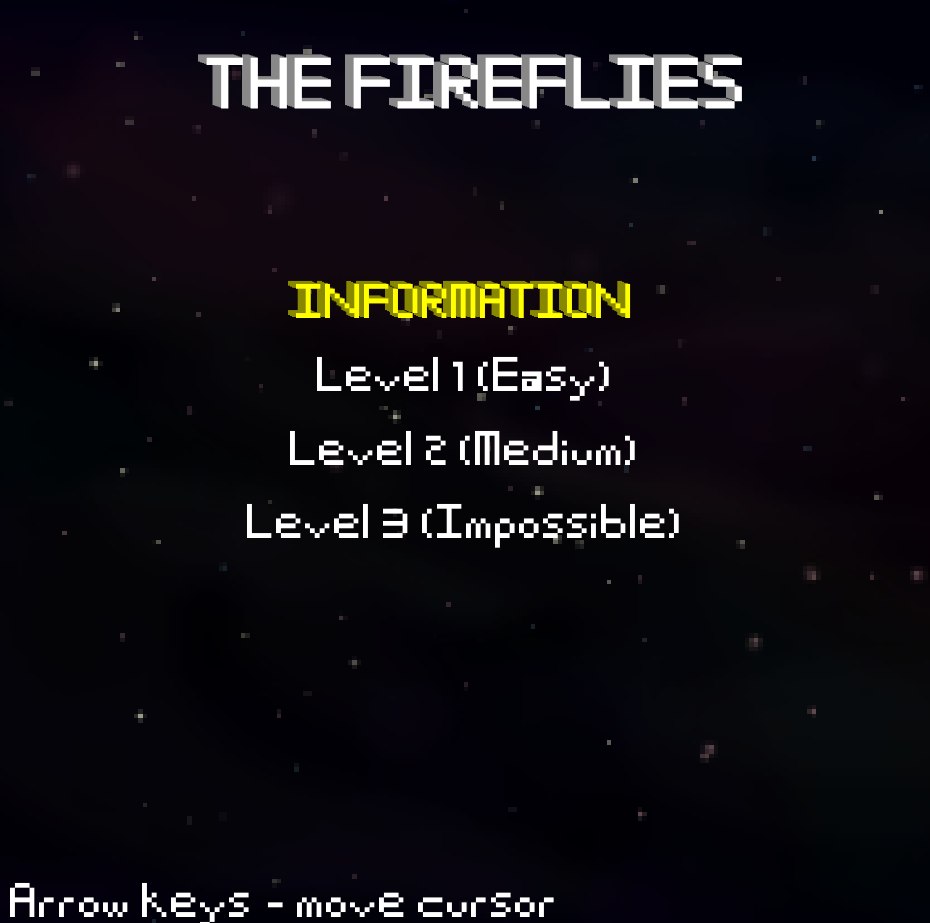 THE FIREFLIES
INFORMATION
Level 1 (Easy)
Level 2 (Medium)
Level 3 (Impossible)
Arrow keys - move cursor